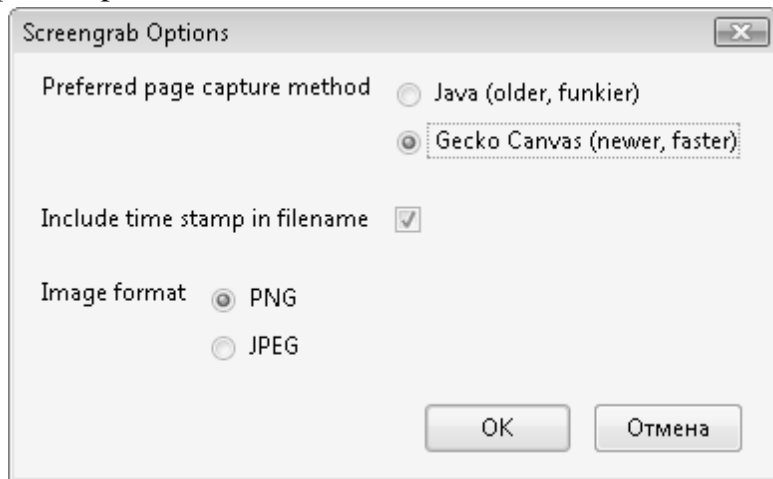 Screengrab Options
Preferred page capture method
Java (older, funkier)
Gecko Canvas (newer, faster)
Include time stamp in filename
Image format
PNG
JPEG
OK
Отмена